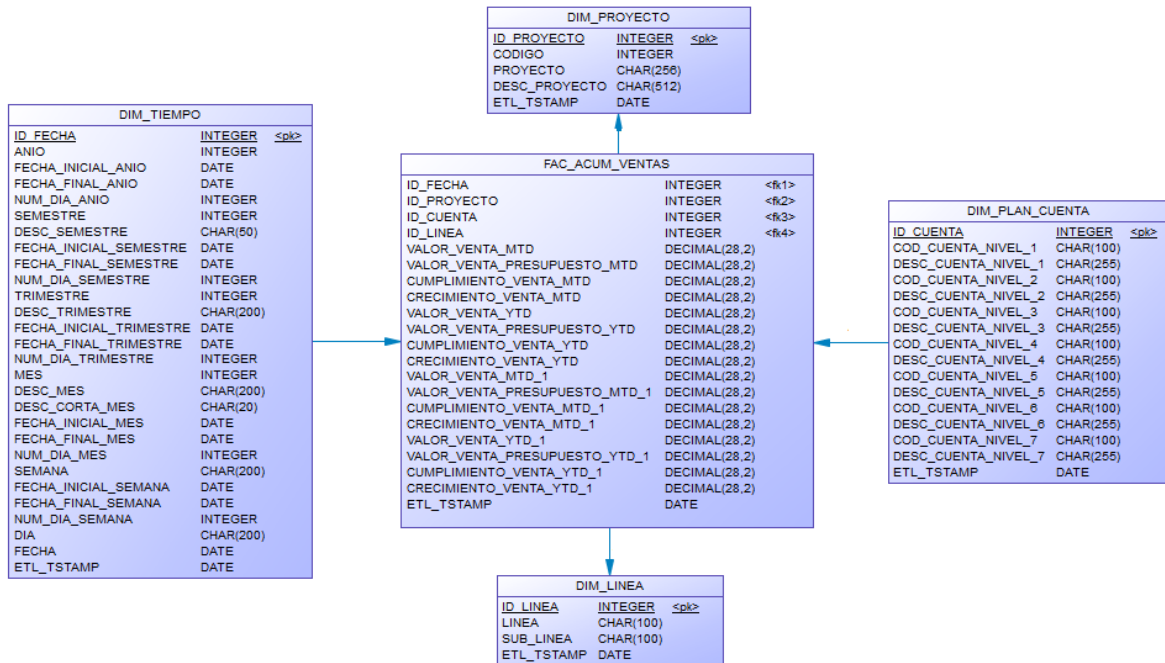 DIM_PROYECTO
ID_PROYECTO INTEGER <pk>
CODIGO INTEGER
PROYECTO CHAR(256)
DESC_PROYECTO CHAR(512)
ETL_TSTAMP DATE
DIM_TIEMPO
ID_FECHA INTEGER <pk>
ANIO INTEGER
FECHA_INICIAL_ANIO DATE
FECHA_FINAL_ANIO DATE
NUM_DIA_ANIO INTEGER
SEMESTRE INTEGER
DESC_SEMESTRE CHAR(50)
FECHA_INICIAL_SEMESTRE DATE
FECHA_FINAL_SEMESTRE DATE
NUM_DIA_SEMESTRE INTEGER
TRIMESTRE INTEGER
DESC_TRIMESTRE CHAR(200)
FECHA_INICIAL_TRIMESTRE DATE
FECHA_FINAL_TRIMESTRE DATE
NUM_DIA_TRIMESTRE INTEGER
MES INTEGER
DESC_MES CHAR(200)
DESC_CORTA_MES CHAR(20)
FECHA_INICIAL_MES DATE
FECHA_FINAL_MES DATE
NUM_DIA_MES INTEGER
SEMANA CHAR(200)
FECHA_INICIAL_SEMANA DATE
FECHA_FINAL_SEMANA DATE
NUM_DIA_SEMANA INTEGER
DIA CHAR(200)
FECHA DATE
ETL_TSTAMP DATE
FAC_ACUM_VENTAS
ID_FECHA INTEGER <fk1>
ID_PROYECTO INTEGER <fk2>
ID_CUENTA INTEGER <fk3>
ID_LINEA INTEGER <fk4>
VALOR_VENTA_MTD DECIMAL(28,2)
VALOR_VENTA_PRESUPUESTO_MTD DECIMAL(28,2)
CUMPLIMIENTO_VENTA_MTD DECIMAL(28,2)
CRECIMIENTO_VENTA_MTD DECIMAL(28,2)
VALOR_VENTA_YTD DECIMAL(28,2)
VALOR_VENTA_PRESUPUESTO_YTD DECIMAL(28,2)
CUMPLIMIENTO_VENTA_YTD DECIMAL(28,2)
CRECIMIENTO_VENTA_YTD DECIMAL(28,2)
VALOR_VENTA_MTD_1 DECIMAL(28,2)
VALOR_VENTA_PRESUPUESTO_MTD_1 DECIMAL(28,2)
CUMPLIMIENTO_VENTA_MTD_1 DECIMAL(28,2)
CRECIMIENTO_VENTA_MTD_1 DECIMAL(28,2)
VALOR_VENTA_YTD_1 DECIMAL(28,2)
VALOR_VENTA_PRESUPUESTO_YTD_1 DECIMAL(28,2)
CUMPLIMIENTO_VENTA_YTD_1 DECIMAL(28,2)
CRECIMIENTO_VENTA_YTD_1 DECIMAL(28,2)
ETL_TSTAMP DATE
DIM_PLAN_CUENTA
ID_CUENTA INTEGER <pk>
COD_CUENTA_NIVEL_1 CHAR(100)
DESC_CUENTA_NIVEL_1 CHAR(255)
COD_CUENTA_NIVEL_2 CHAR(100)
DESC_CUENTA_NIVEL_2 CHAR(255)
COD_CUENTA_NIVEL_3 CHAR(100)
DESC_CUENTA_NIVEL_3 CHAR(255)
COD_CUENTA_NIVEL_4 CHAR(100)
DESC_CUENTA_NIVEL_4 CHAR(255)
COD_CUENTA_NIVEL_5 CHAR(100)
DESC_CUENTA_NIVEL_5 CHAR(255)
COD_CUENTA_NIVEL_6 CHAR(100)
DESC_CUENTA_NIVEL_6 CHAR(255)
COD_CUENTA_NIVEL_7 CHAR(100)
DESC_CUENTA_NIVEL_7 CHAR(255)
ETL_TSTAMP DATE
DIM_LINEA
ID_LINEA INTEGER <pk>
LINEA CHAR(100)
SUB_LINEA CHAR(100)
ETL_TSTAMP DATE